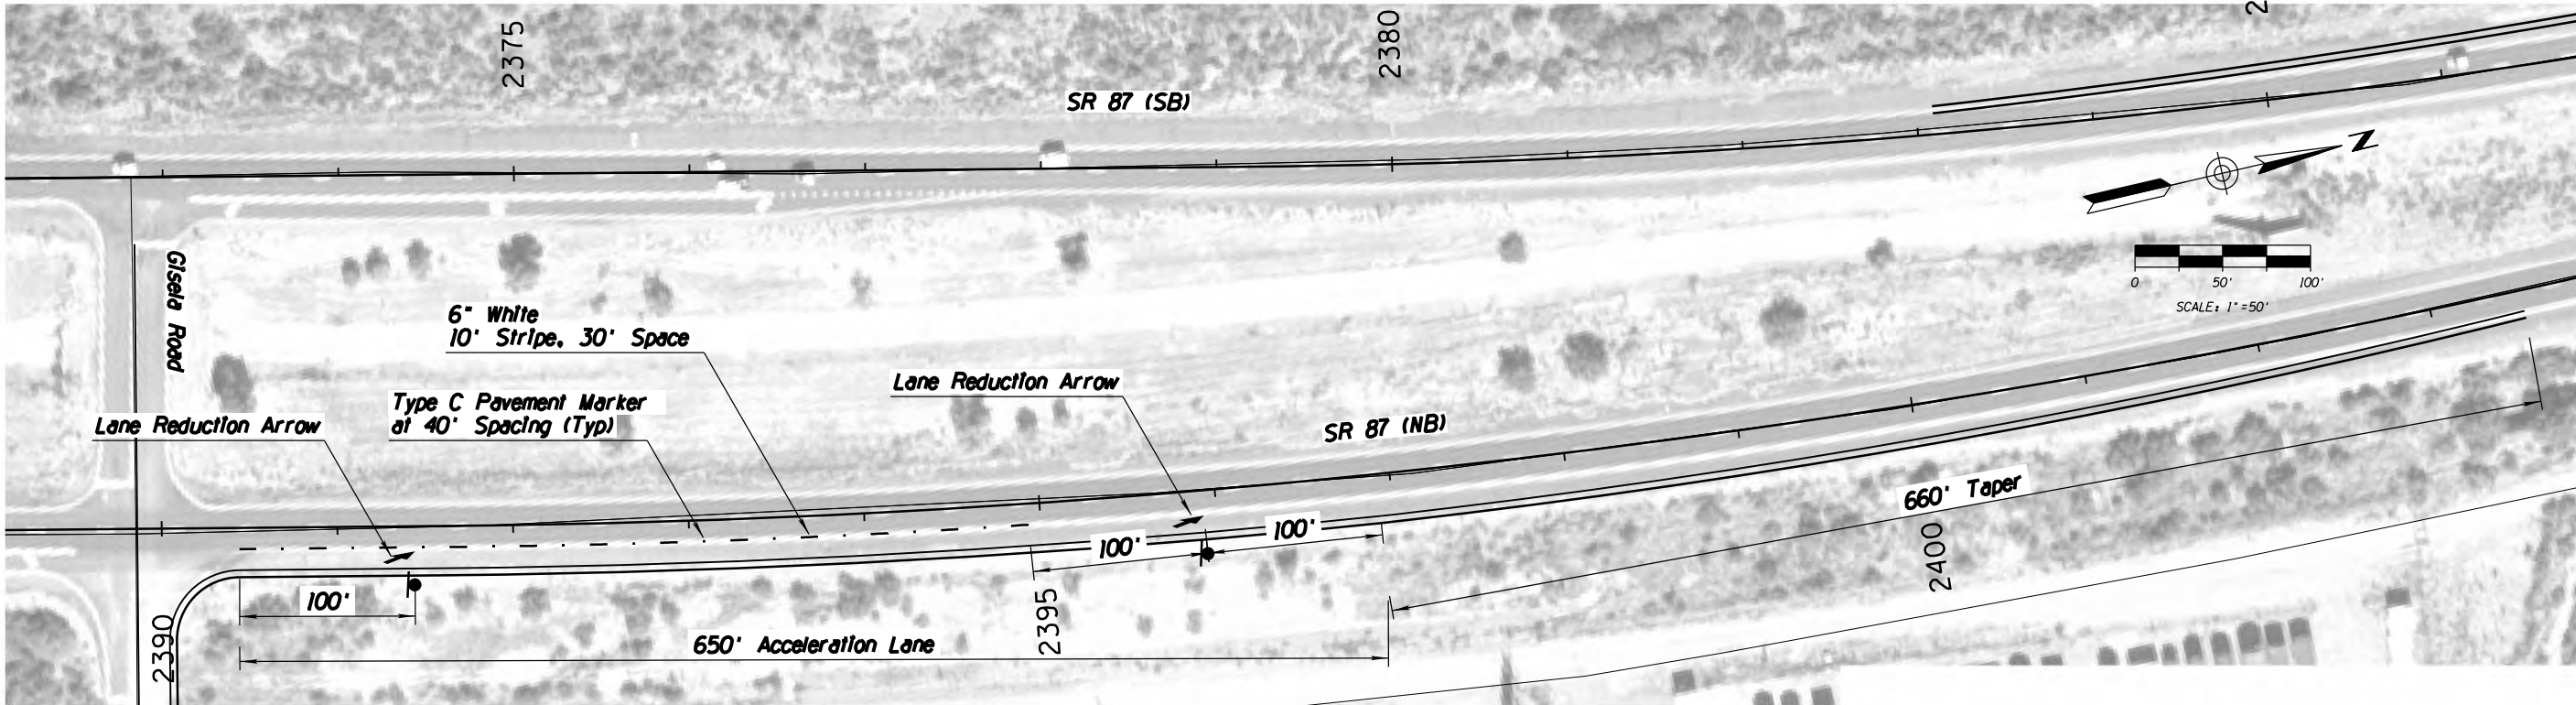 2375
2380
2
SR 87 (SB)
N
Gisela Road
0 50' 100'
SCALE: 1"=50'
6" White
10' Stripe, 30' Space
Lane Reduction Arrow
Type C Pavement Marker
at 40' Spacing (Typ)
Lane Reduction Arrow
SR 87 (NB)
660' Taper
100'
100'
100'
2400
2395
2390
650' Acceleration Lane